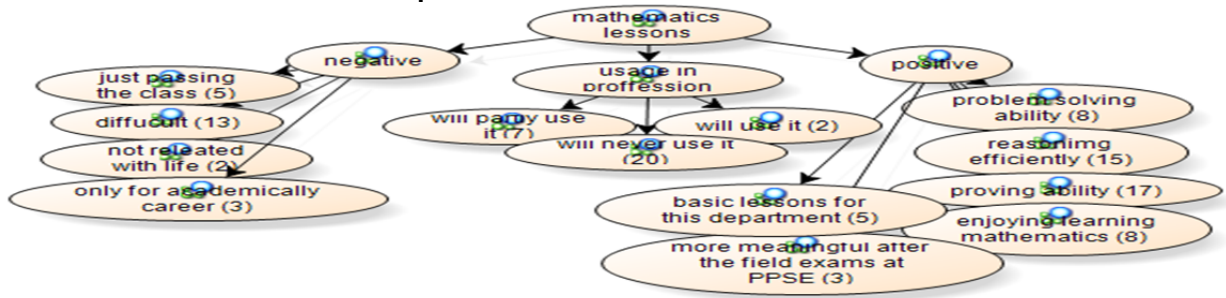 mathematics
lessons
negative
usage in
proffession
positive
just passing
the class (5)
diffucult (13)
not releated
with life (2)
only for academically
career (3)
will partly use
it (7)
will never use it
(20)
will use it (2)
problem solving
ability (8)
reasonimg
efficiently (15)
proving ability (17)
enjoying learning
mathematics (8)
basic lessons for
this department (5)
more meaningful after
the field exams at
PPSE (3)